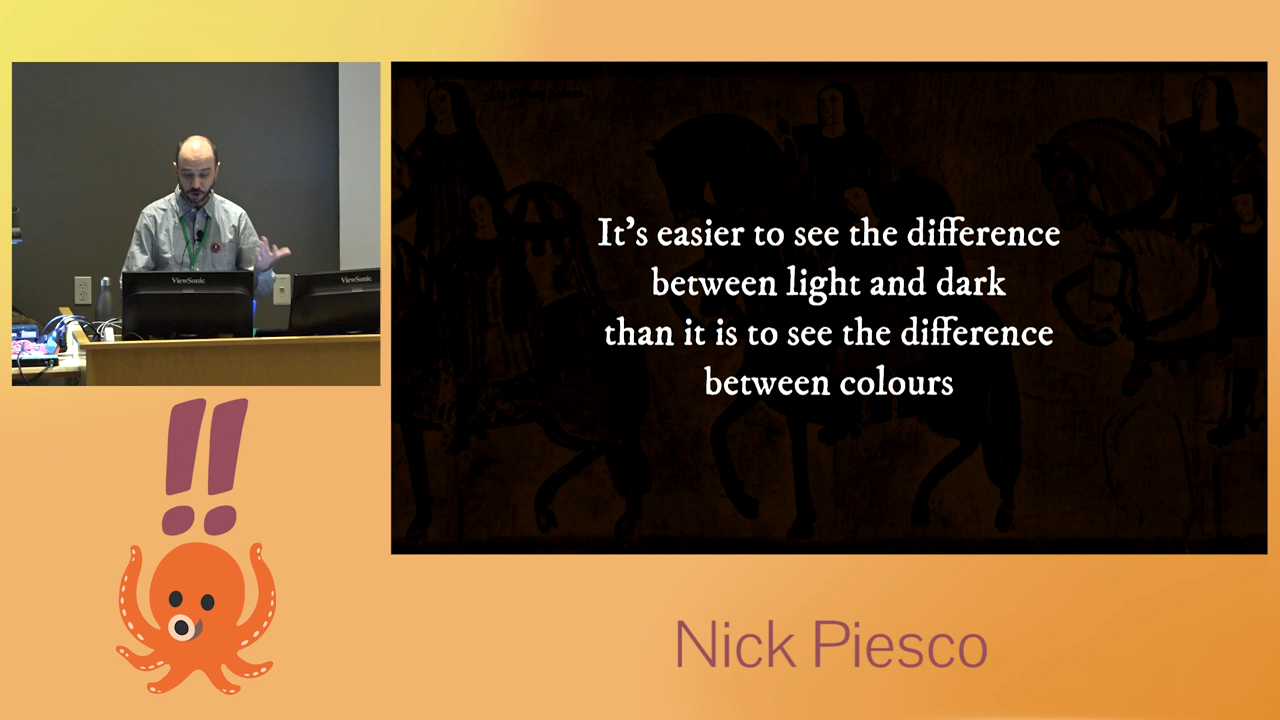 ViewSonic
ViewSonic
It's easier to see the difference
between light and dark
than it is to see the difference
between colours
!!
Nick Piesco